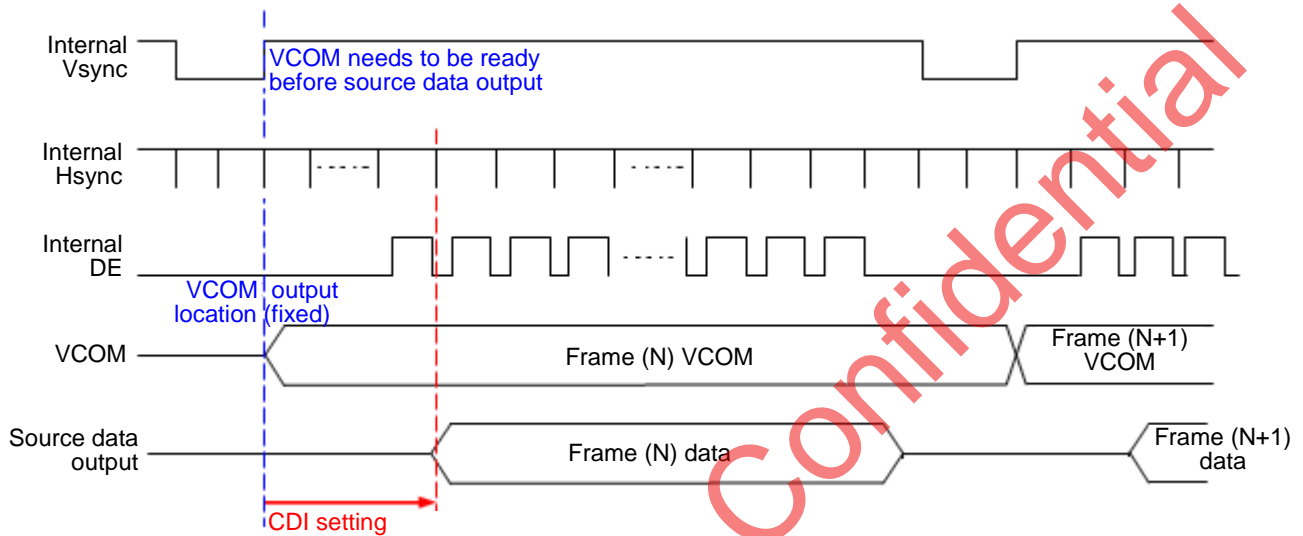 Internal
Vsync
VCOM needs to be ready
before source data output
Internal
Hsync
Internal
DE
VCOM output
location (fixed)
VCOM
Frame (N) VCOM
Frame (N+1)
VCOM
Source data
output
Frame (N) data
Frame (N+1)
data
CDI setting
Confidential